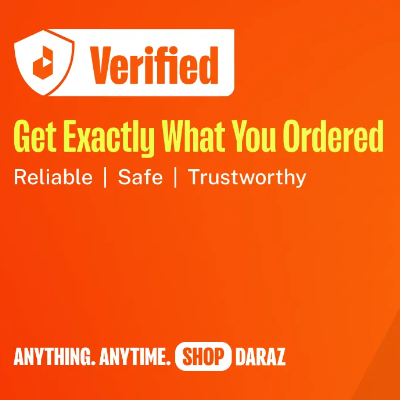 Verified
Get Exactly What You Ordered
Reliable | Safe | Trustworthy
ANYTHING. ANYTIME. SHOP DARAZ